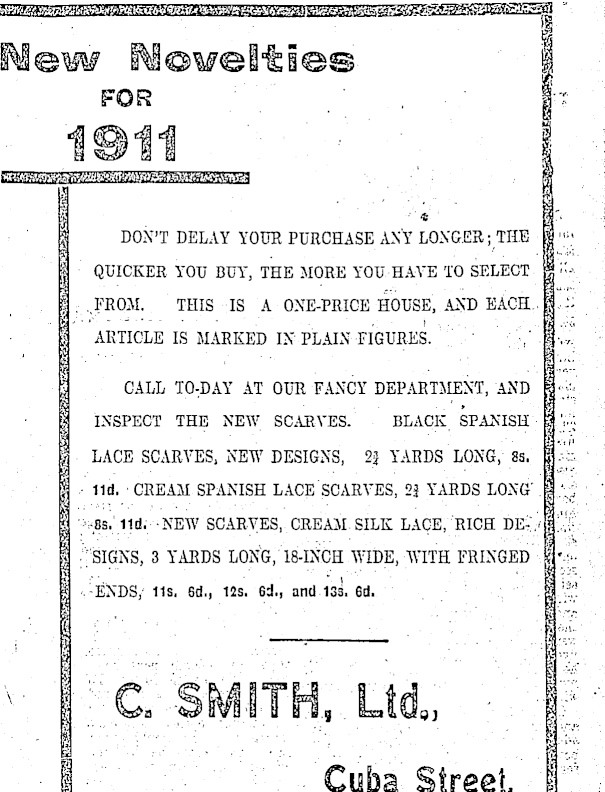 New Novelties
FOR
1911
DON'T DELAY YOUR PURCHASE ANY LONGER; THE
QUICKER YOU BUY, THE MORE YOU HAVE TO SELECT
FROM. THIS IS A ONE-PRICE HOUSE, AND EACH
ARTICLE IS MARKED IN PLAIN FIGURES.
CALL TO-DAY AT OUR FANCY DEPARTMENT, AND
INSPECT THE NEW SCARVES. BLACK SPANISH
LACE SCARVES, NEW DESIGNS, 2¾ YARDS LONG, 8s.
11d. CREAM SPANISH LACE SCARVES, 2¾ YARDS LONG
8s. 11d. NEW SCARVES, CREAM SILK LACE, RICH DE-
SIGNS, 3 YARDS LONG, 18-INCH WIDE, WITH FRINGED
ENDS, 11s. 6d., 12s. 6d., and 13s. 6d.
C. SMITH, Ltd.,
Cuba Street,